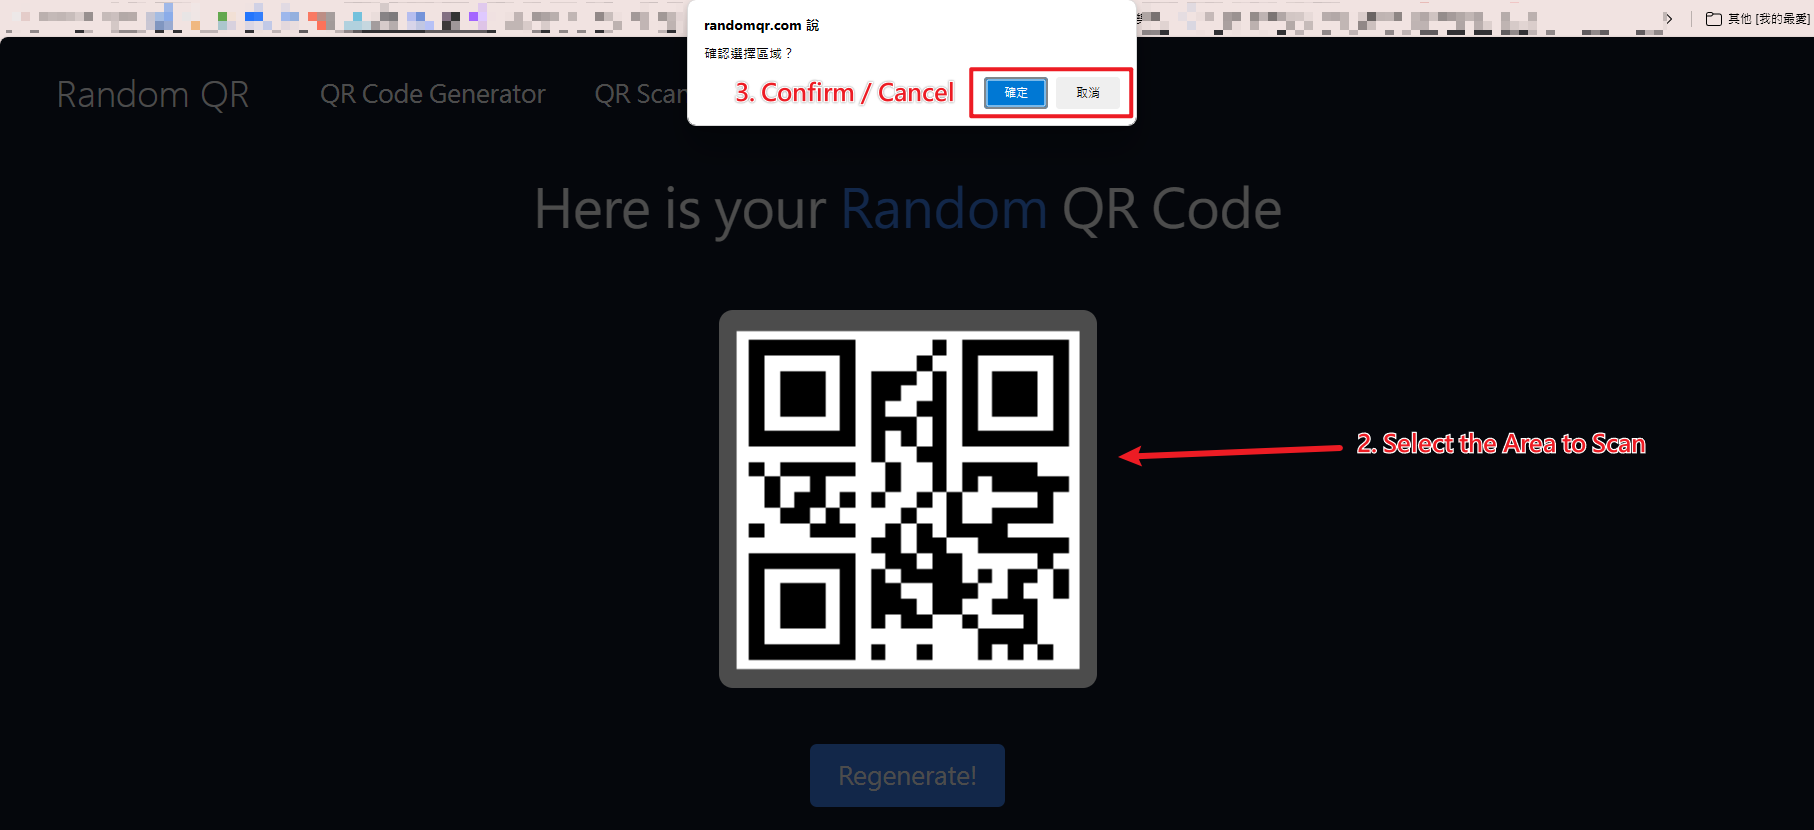 randomqr.com 說
確認選擇區域？
3. Confirm / Cancel
確定
取消
其他 [我的最愛]
Random QR
QR Code Generator
QR Scan
Here is your Random QR Code
2. Select the Area to Scan
Regenerate!